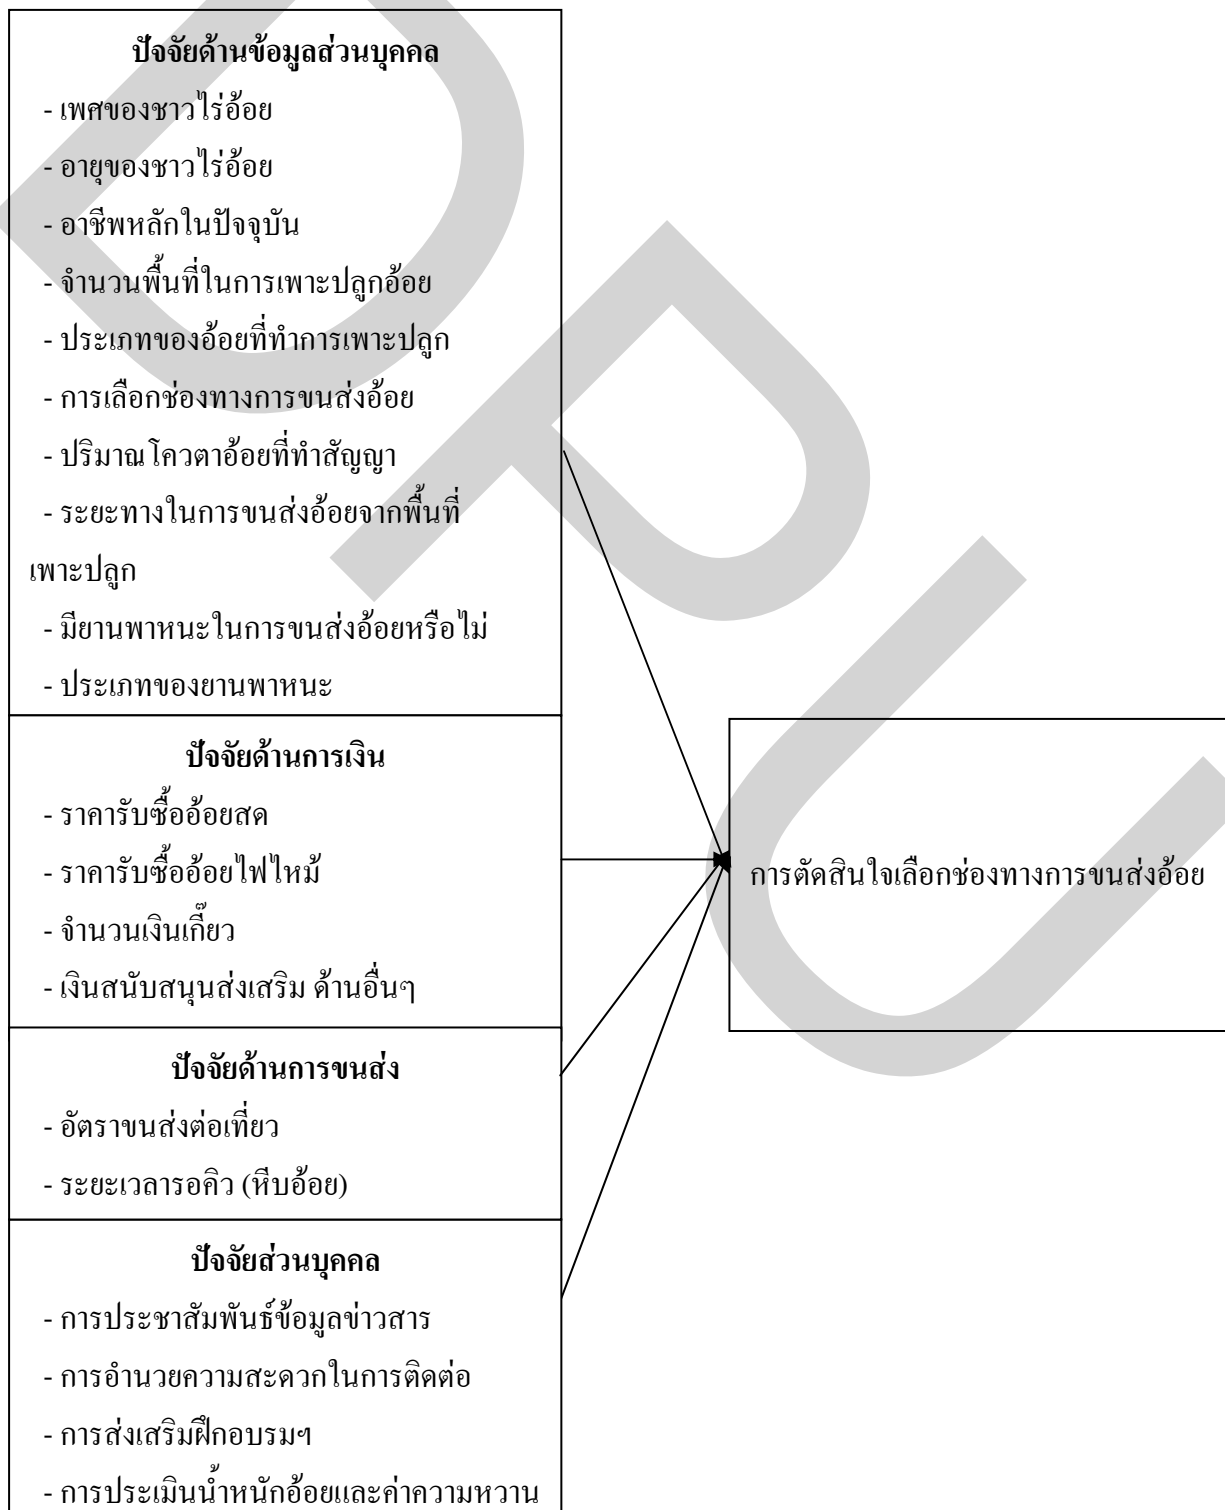 ปัจจัยด้านข้อมูลส่วนบุคคล
- เพศของชาวไร่อ้อย
- อายุของชาวไร่อ้อย
- อาชีพหลักในปัจจุบัน
- จำนวนพื้นที่ในการเพาะปลูกอ้อย
- ประเภทของอ้อยที่ทำการเพาะปลูก
- การเลือกช่องทางการขนส่งอ้อย
- ปริมาณโควตาอ้อยที่ทำสัญญา
- ระยะทางในการขนส่งอ้อยจากพื้นที่
เพาะปลูก
- มียานพาหนะในการขนส่งอ้อยหรือไม่
- ประเภทของยานพาหนะ
ปัจจัยด้านการเงิน
- ราคารับซื้ออ้อยสด
- ราคารับซื้ออ้อยไฟไหม้
- จำนวนเงินเกี๊ยว
- เงินสนับสนุนส่งเสริม ด้านอื่นๆ
ปัจจัยด้านการขนส่ง
- อัตราขนส่งต่อเที่ยว
- ระยะเวลารอคิว (หีบอ้อย)
ปัจจัยส่วนบุคคล
- การประชาสัมพันธ์ข้อมูลข่าวสาร
- การอำนวยความสะดวกในการติดต่อ
- การส่งเสริมฝึกอบรมฯ
- การประเมินน้ำหนักอ้อยและค่าความหวาน
การตัดสินใจเลือกช่องทางการขนส่งอ้อย
DPU